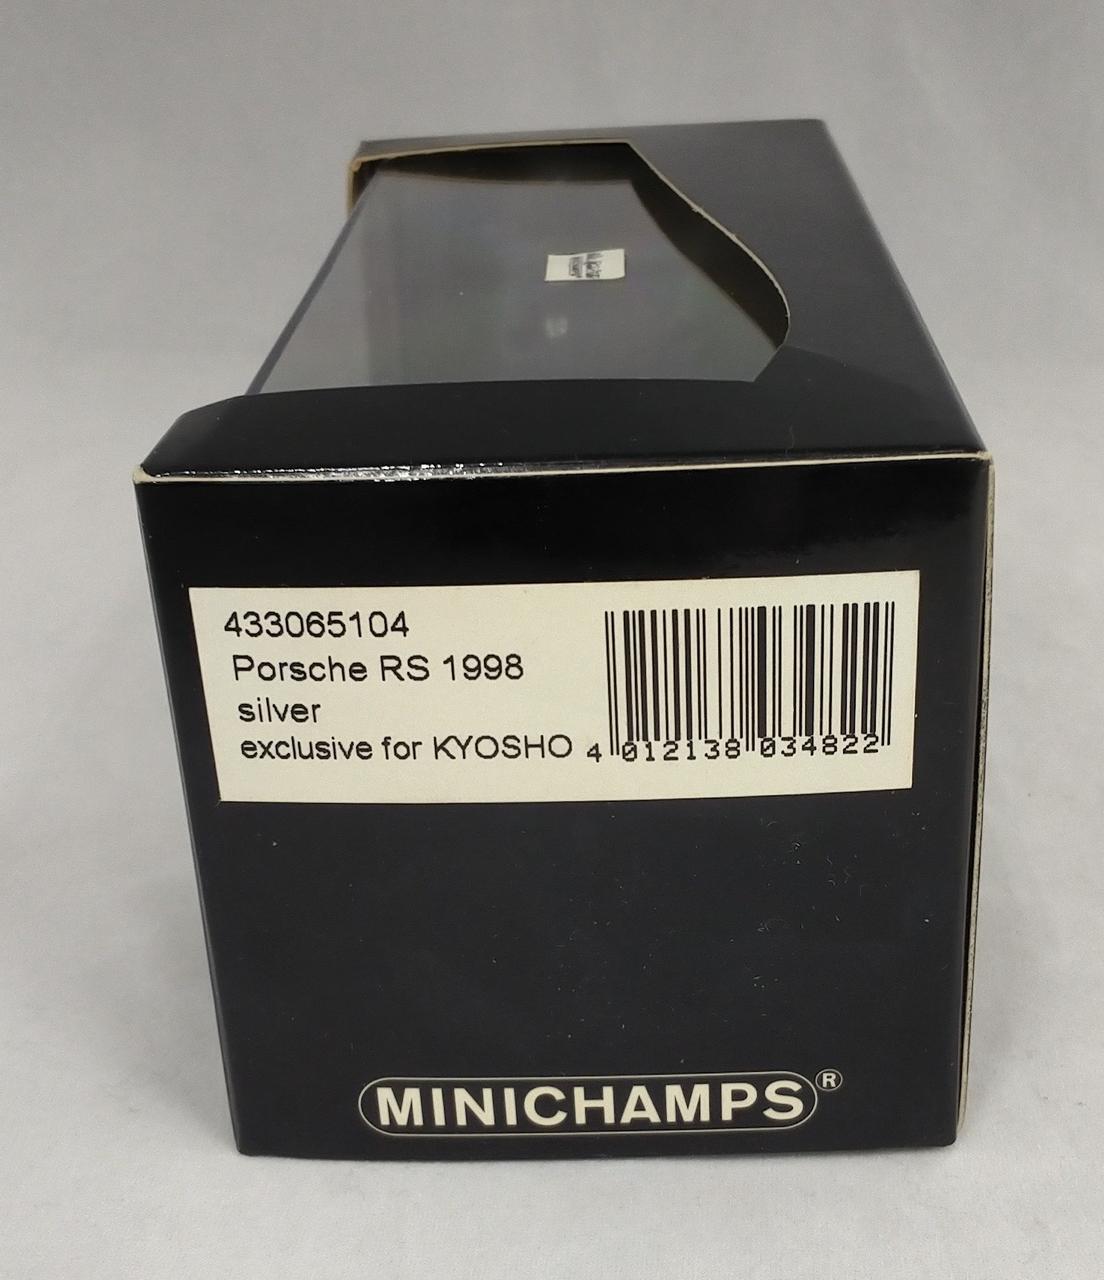 433065104
Porsche RS 1998
silver
exclusive for KYOSHO
4 012138 034822
MINICHAMPS®